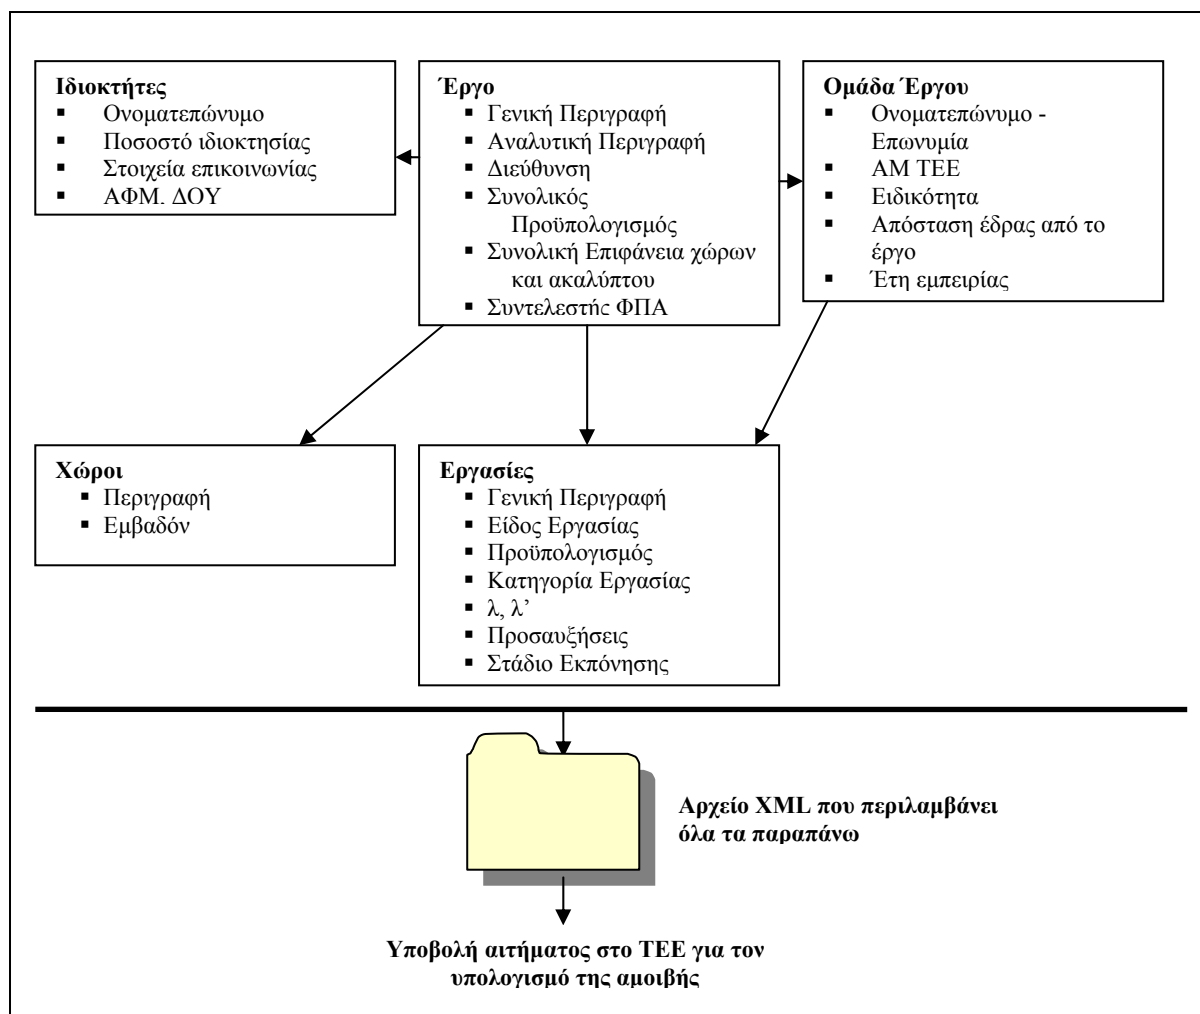 Ιδιοκτήτες
▪ Ονοματεπώνυμο
▪ Ποσοστό ιδιοκτησίας
▪ Στοιχεία επικοινωνίας
▪ ΑΦΜ. ΔΟΥ
Έργο
▪ Γενική Περιγραφή
▪ Αναλυτική Περιγραφή
▪ Διεύθυνση
▪ Συνολικός
Προϋπολογισμός
▪ Συνολική Επιφάνεια χώρων
και ακαλύπτου
▪ Συντελεστής ΦΠΑ
Ομάδα Έργου
▪ Ονοματεπώνυμο -
Επωνυμία
▪ ΑΜ ΤΕΕ
▪ Ειδικότητα
▪ Απόσταση έδρας από το
έργο
▪ Έτη εμπειρίας
Χώροι
▪ Περιγραφή
▪ Εμβαδόν
Εργασίες
▪ Γενική Περιγραφή
▪ Είδος Εργασίας
▪ Προϋπολογισμός
▪ Κατηγορία Εργασίας
▪ λ, λ’
▪ Προσαυξήσεις
▪ Στάδιο Εκπόνησης
Αρχείο XML που περιλαμβάνει
όλα τα παραπάνω
Υποβολή αιτήματος στο ΤΕΕ για τον
υπολογισμό της αμοιβής